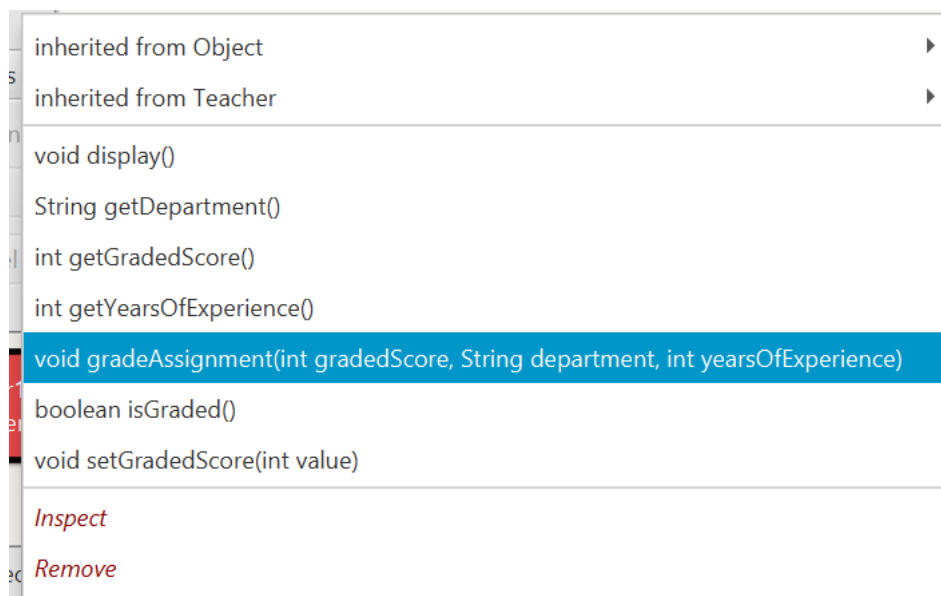 inherited from Object
inherited from Teacher
void display()
String getDepartment()
int getGradedScore()
int getYearsOfExperience()
void gradeAssignment(int gradedScore, String department, int yearsOfExperience)
boolean isGraded()
void setGradedScore(int value)
Inspect
Remove